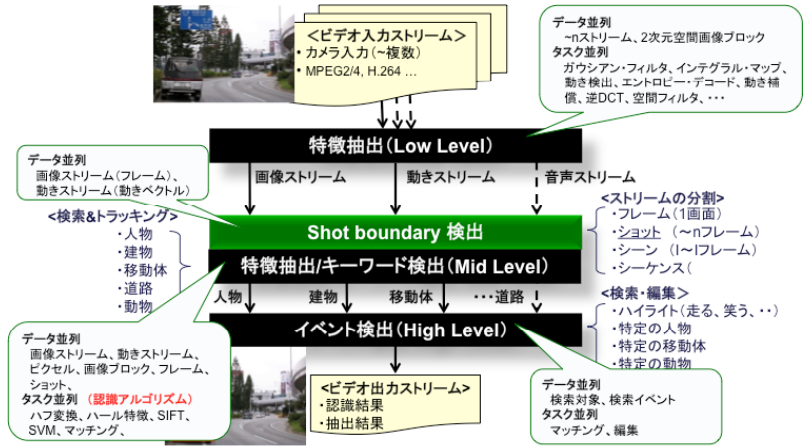 <ビデオ入力ストリーム>
・カメラ入力(~複数)
・MPEG2/4, H.264 …
データ並列
~nストリーム、2次元空間画像ブロック
タスク並列
ガウシアン・フィルタ、インテグラル・マップ、
動き検出、エントロピー・デコード、動き補
償、逆DCT、空間フィルタ、・・・
特徴抽出(Low Level)
データ並列
画像ストリーム(フレーム)、
動きストリーム(動きベクトル)
画像ストリーム
動きストリーム
音声ストリーム
<検索&トラッキング>
・人物
・建物
・移動体
・道路
・動物
Shot boundary 検出
特徴抽出/キーワード検出(Mid Level)
<ストリームの分割>
・フレーム(1画面)
・ショット (~nフレーム)
・シーン (l~lフレーム)
・シーケンス(
人物
建物
移動体
・・・道路
イベント検出(High Level)
<検索・編集>
・ハイライト(走る、笑う、・・)
・特定の人物
・特定の移動体
・特定の動物
データ並列
画像ストリーム、動きストリーム、
ピクセル、画像ブロック、フレーム、
ショット、
タスク並列 (認識アルゴリズム)
ハフ変換、ハール特徴、SIFT、
SVM、マッチング、
<ビデオ出力ストリーム>
・認識結果
・抽出結果
データ並列
検索対象、検索イベント
タスク並列
マッチング、編集